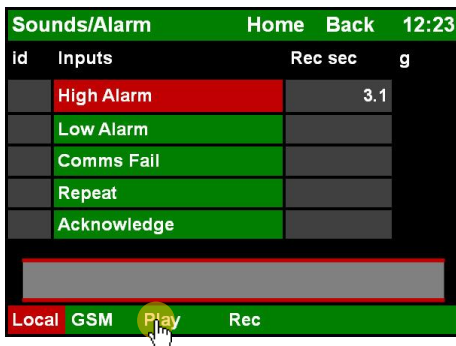 Sounds/Alarm Home Back 12:23
id Inputs Rec sec g
High Alarm 3.1
Low Alarm
Comms Fail
Repeat
Acknowledge
Local GSM Play Rec